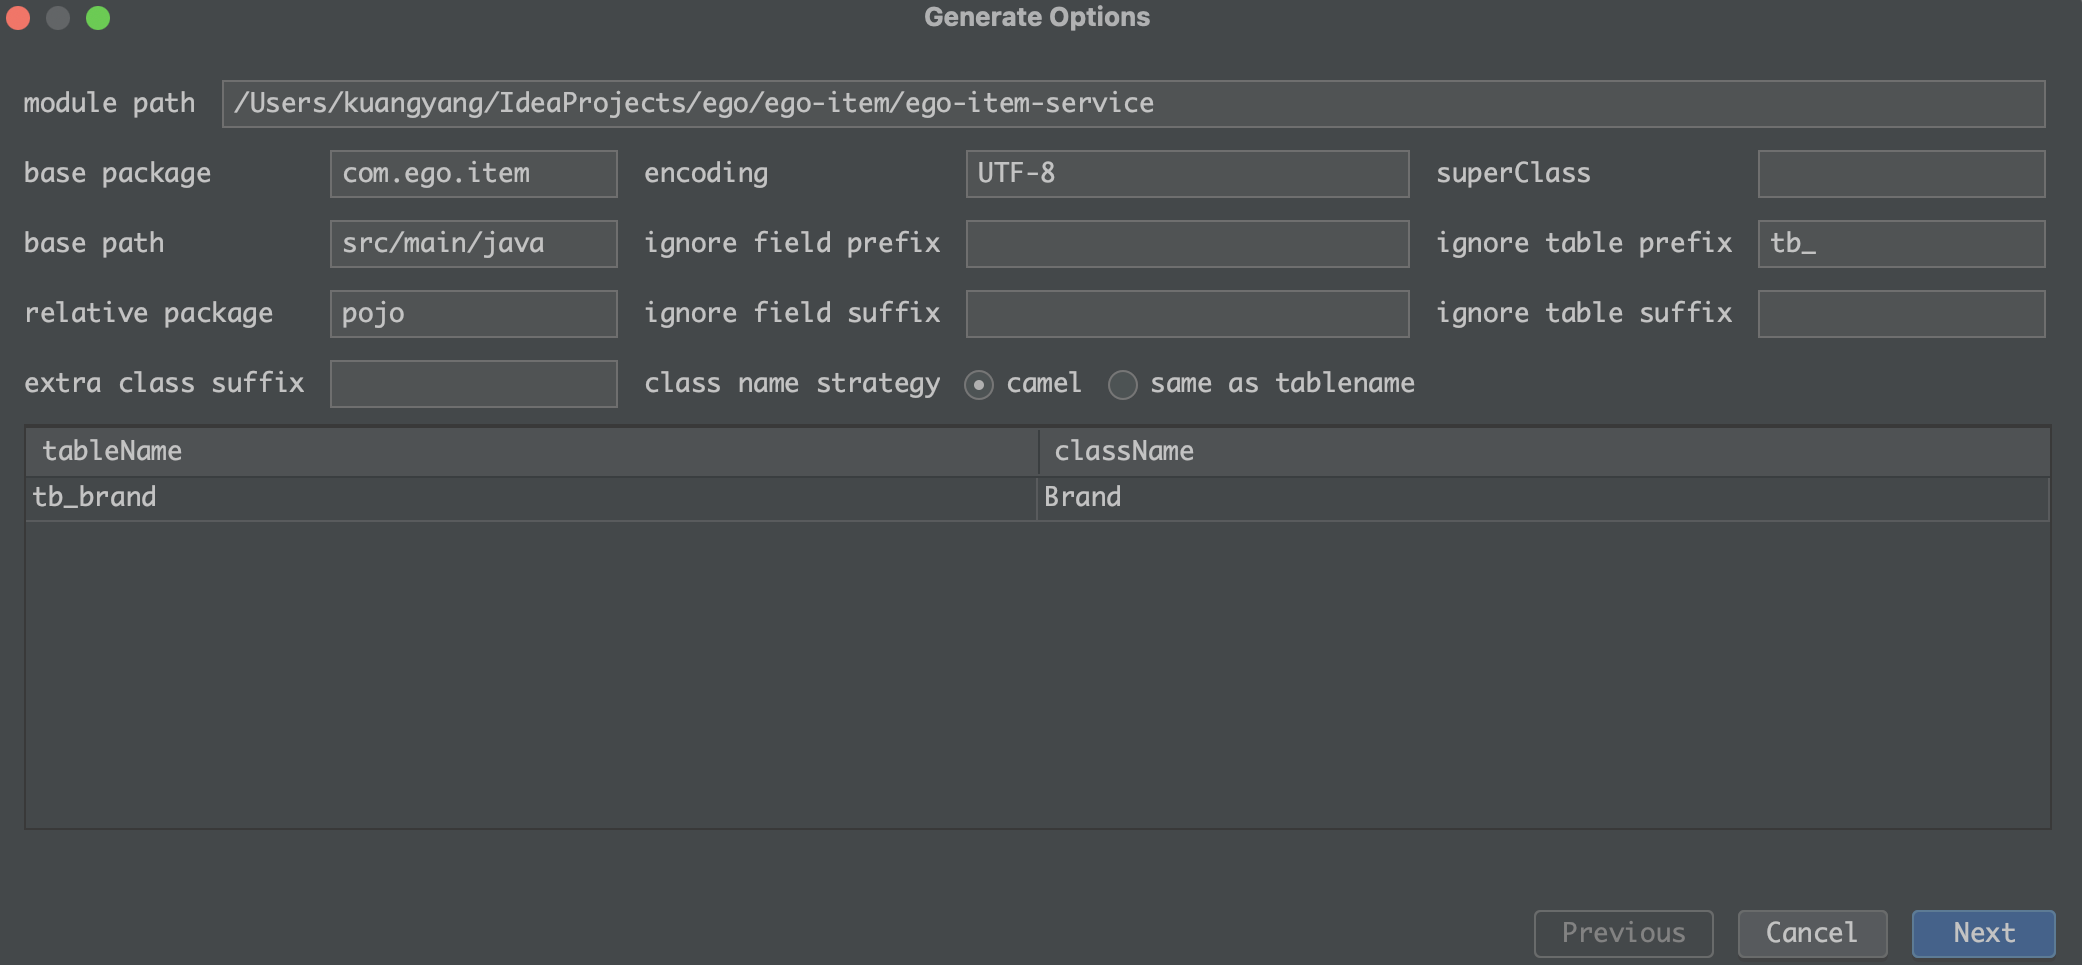 Generate Options
module path /Users/kuangyang/IdeaProjects/ego/ego-item/ego-item-service
base package com.ego.item encoding UTF-8 superClass
base path src/main/java ignore field prefix ignore table prefix tb_
relative package pojo ignore field suffix ignore table suffix
extra class suffix class name strategy camel same as tablename
tableName className
tb_brand Brand
Previous Cancel Next